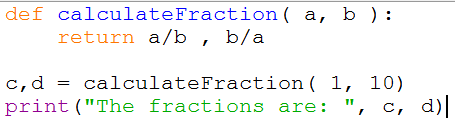 def calculateFraction( a, b ):
    return a/b , b/a

c,d = calculateFraction( 1, 10)
print("The fractions are: ", c, d)